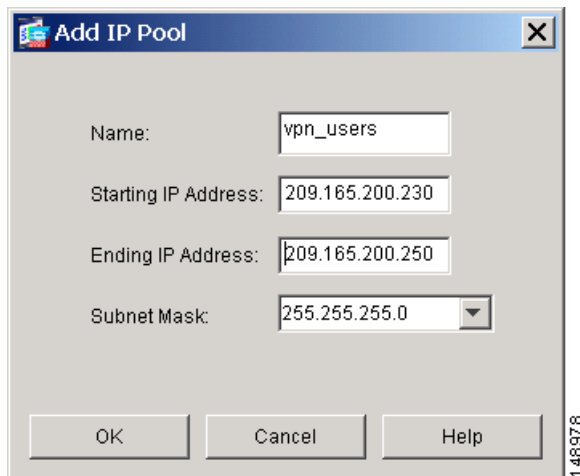 Add IP Pool
Name: vpn_users
Starting IP Address: 209.165.200.230
Ending IP Address: 209.165.200.250
Subnet Mask: 255.255.255.0
OK Cancel Help
148978